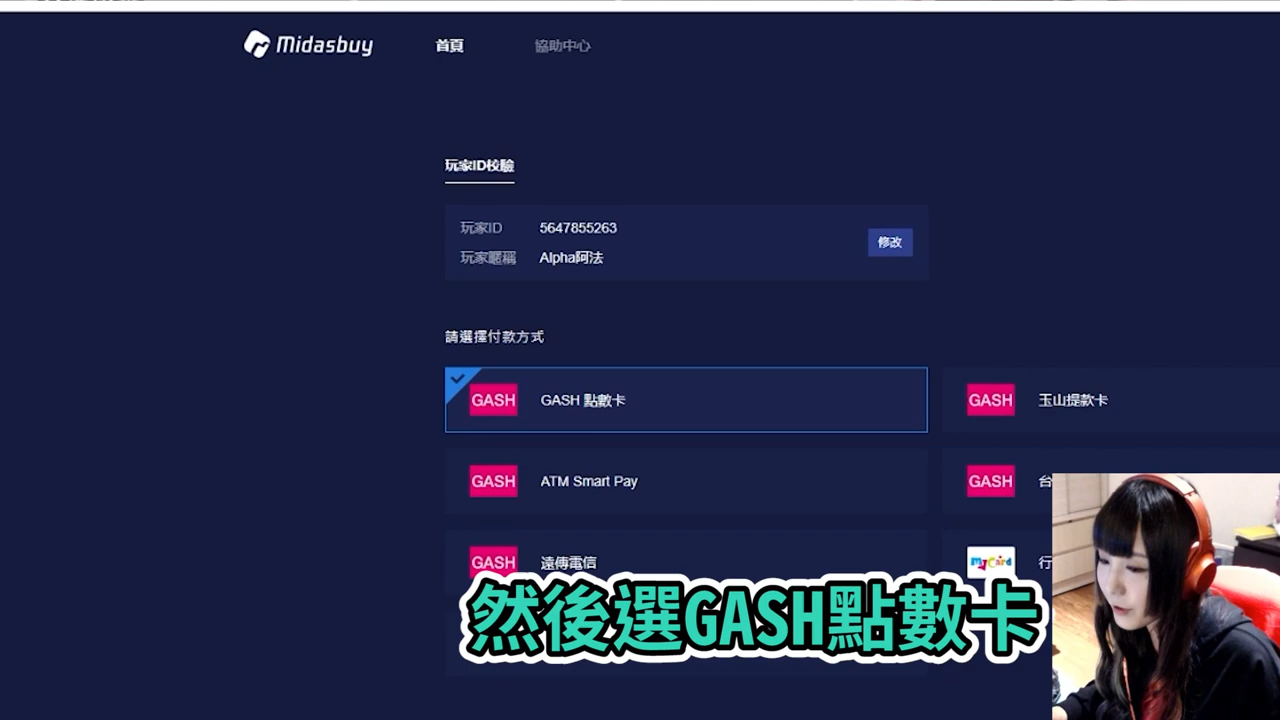 Midasbuy 首頁 協助中心
玩家ID校驗
玩家ID 5647855263
玩家暱稱 Alpha阿法
修改
請選擇付款方式
GASH GASH 點數卡
GASH 玉山提款卡
GASH ATM Smart Pay
GASH 台
GASH 遠傳電信
MyCard 行
然後選GASH點數卡